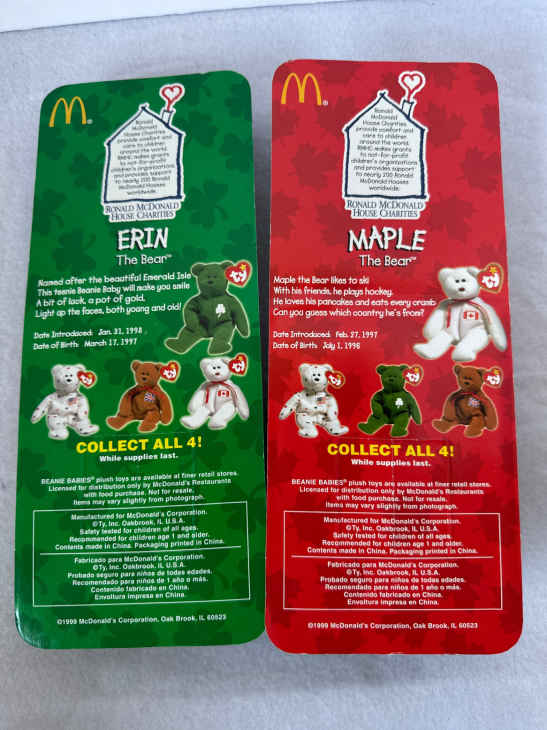 Ronald
McDonald
House Charities
provide comfort and
care to children
around the world.
RMHC makes grants
to not-for-profit
children's organizations
and provides support
to nearly 200 Ronald
McDonald Houses
worldwide.
RONALD MCDONALD
HOUSE CHARITIES
ERIN
The Bear™
Named after the beautiful Emerald Isle
This teenie Beanie Baby will make you smile
A bit of luck, a pot of gold,
Light up the faces, both young and old!
Date Introduced: Jan. 31, 1998
Date of Birth: March 17, 1997
COLLECT ALL 4!
While supplies last.
BEANIE BABIES® plush toys are available at finer retail stores.
Licensed for distribution only by McDonald's Restaurants
with food purchase. Not for resale.
Items may vary slightly from photograph.
Manufactured for McDonald's Corporation.
©Ty, Inc. Oakbrook, IL U.S.A.
Safety tested for children of all ages.
Recommended for children age 1 and older.
Contents made in China. Packaging printed in China.
Fabricado para McDonald's Corporation.
©Ty, Inc. Oakbrook, IL U.S.A.
Probado seguro para niños de todas edades.
Recomendado para niños de 1 año o más.
Contenido fabricado en China.
Envoltura impresa en China.
©1999 McDonald's Corporation, Oak Brook, IL 60523
Ronald
McDonald
House Charities
provide comfort and
care to children
around the world.
RMHC makes grants
to not-for-profit
children's organizations
and provides support
to nearly 200 Ronald
McDonald Houses
worldwide.
RONALD MCDONALD
HOUSE CHARITIES
MAPLE
The Bear™
Maple the Bear likes to ski
With his friends, he plays hockey.
He loves his pancakes and eats every crumb
Can you guess which country he's from?
Date Introduced: Feb. 27, 1997
Date of Birth: July 1, 1996
COLLECT ALL 4!
While supplies last.
BEANIE BABIES® plush toys are available at finer retail stores.
Licensed for distribution only by McDonald's Restaurants
with food purchase. Not for resale.
Items may vary slightly from photograph.
Manufactured for McDonald's Corporation.
©Ty, Inc. Oakbrook, IL U.S.A.
Safety tested for children of all ages.
Recommended for children age 1 and older.
Contents made in China. Packaging printed in China.
Fabricado para McDonald's Corporation.
©Ty, Inc. Oakbrook, IL U.S.A.
Probado seguro para niños de todas edades.
Recomendado para niños de 1 año o más.
Contenido fabricado en China.
Envoltura impresa en China.
©1999 McDonald's Corporation, Oak Brook, IL 60523